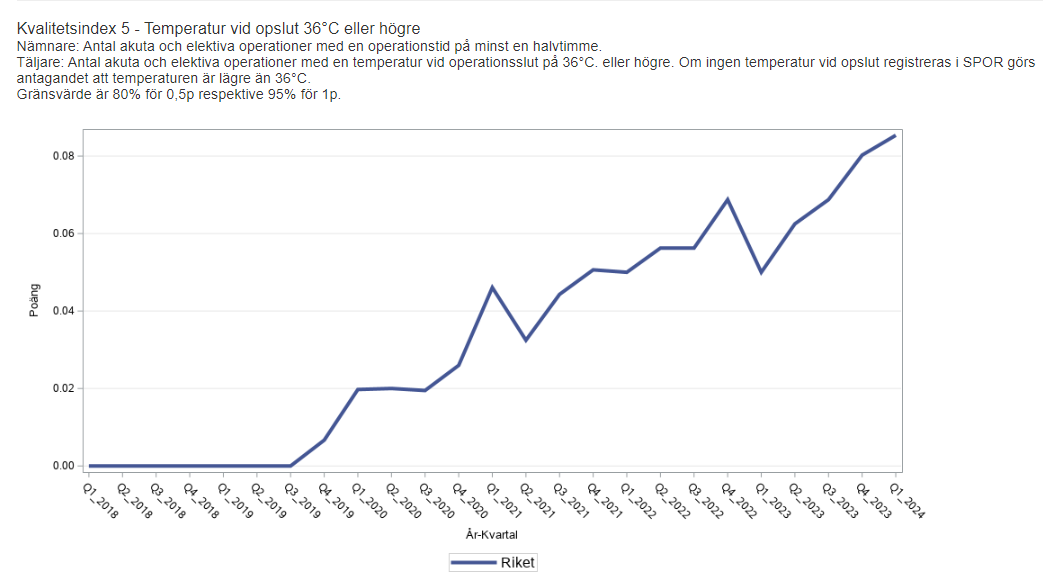 Kvalitetsindex 5 - Temperatur vid opslut 36°C eller högre
Nämnare: Antal akuta och elektiva operationer med en operationstid på minst en halvtimme.
Täljare: Antal akuta och elektiva operationer med en temperatur vid operationsslut på 36°C. eller högre. Om ingen temperatur vid opslut registreras i SPOR görs
antagandet att temperaturen är lägre än 36°C.
Gränsvärde är 80% för 0,5p respektive 95% för 1p.
0.08
0.06
0.04
0.02
0.00
Poäng
Q1_2018
Q2_2018
Q3_2018
Q4_2018
Q1_2019
Q2_2019
Q3_2019
Q4_2019
Q1_2020
Q2_2020
Q3_2020
Q4_2020
Q1_2021
Q2_2021
Q3_2021
Q4_2021
Q1_2022
Q2_2022
Q3_2022
Q4_2022
Q1_2023
Q2_2023
Q3_2023
Q4_2023
Q1_2024
År-Kvartal
Riket